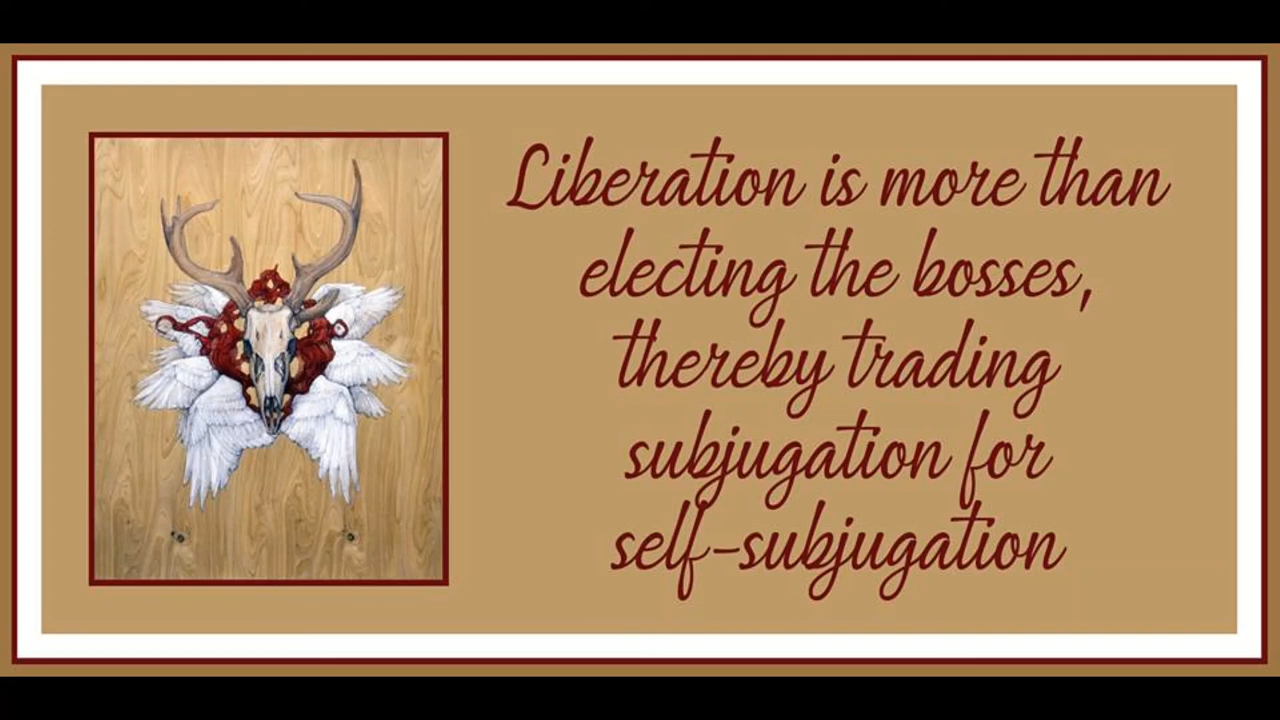 Liberation is more than
electing the bosses,
thereby trading
subjugation for
self-subjugation